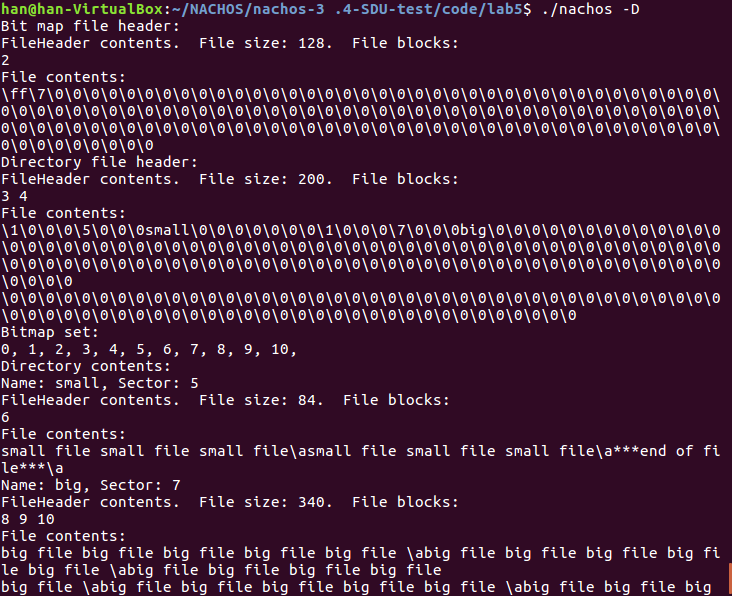 han@han-VirtualBox:~/NACHOS/nachos-3 .4-SDU-test/code/lab5$ ./nachos -D
Bit map file header:
FileHeader contents.  File size: 128.  File blocks:
2
File contents:
\ff\7\0\0\0\0\0\0\0\0\0\0\0\0\0\0\0\0\0\0\0\0\0\0\0\0\0\0\0\0\0\0\0\0\0\0\0\0\0\0\0\
0\0\0\0\0\0\0\0\0\0\0\0\0\0\0\0\0\0\0\0\0\0\0\0\0\0\0\0\0\0\0\0\0\0\0\0\0\0\0\0\
0\0\0\0\0\0\0\0\0\0\0\0\0\0\0\0\0\0\0\0\0\0\0\0\0\0\0\0\0\0\0\0\0\0\0\0\0\0\0\0\
0\0\0\0\0\0\0\0\0
Directory file header:
FileHeader contents.  File size: 200.  File blocks:
3 4
File contents:
\1\0\0\0\5\0\0\0small\0\0\0\0\0\0\0\1\0\0\0\7\0\0\0big\0\0\0\0\0\0\0\0\0\0\0\0\0
\0\0\0\0\0\0\0\0\0\0\0\0\0\0\0\0\0\0\0\0\0\0\0\0\0\0\0\0\0\0\0\0\0\0\0\0\0\0\0\0
\0\0\0\0\0\0\0\0\0\0\0\0\0\0\0\0\0\0\0\0\0\0\0\0\0\0\0\0\0\0\0\0\0\0\0\0\0\0\0\0
\0\0\0\0
\0\0\0\0\0\0\0\0\0\0\0\0\0\0\0\0\0\0\0\0\0\0\0\0\0\0\0\0\0\0\0\0\0\0\0\0\0\0\0\0
\0\0\0\0\0\0\0\0\0\0\0\0\0\0\0\0\0\0\0\0\0\0\0\0\0\0\0\0\0\0\0\0
Bitmap set:
0, 1, 2, 3, 4, 5, 6, 7, 8, 9, 10,
Directory contents:
Name: small, Sector: 5
FileHeader contents.  File size: 84.  File blocks:
6
File contents:
small file small file small file\asmall file small file small file\a***end of fi
le***\a
Name: big, Sector: 7
FileHeader contents.  File size: 340.  File blocks:
8 9 10
File contents:
big file big file big file big file big file \abig file big file big file big fi
le big file \abig file big file big file big file
big file \abig file big file big file big file big file \abig file big file big